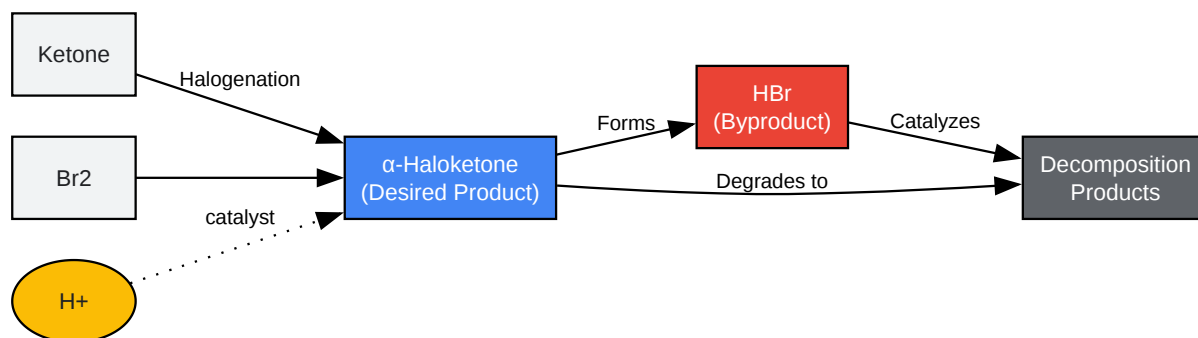 Ketone
Halogenation
Br2
catalyst
H+
α-Haloketone
(Desired Product)
Forms
HBr
(Byproduct)
Catalyzes
Degrades to
Decomposition
Products